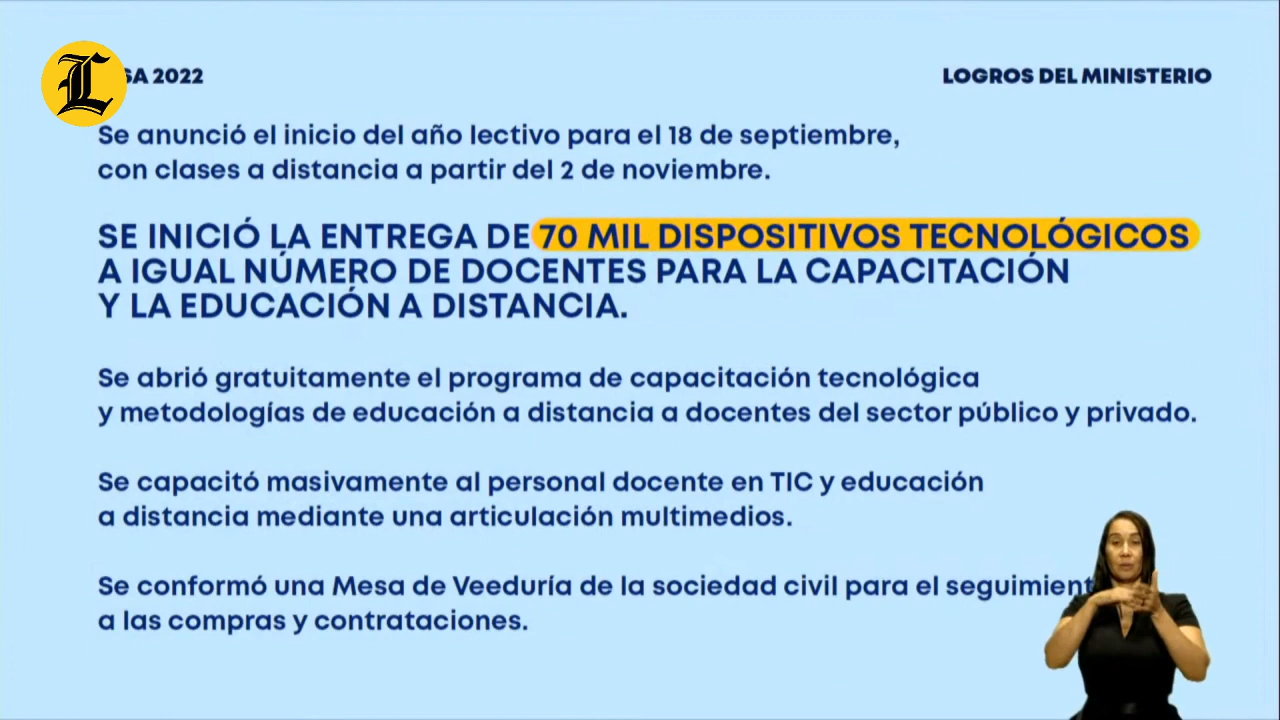 L
SA 2022
LOGROS DEL MINISTERIO
Se anunció el inicio del año lectivo para el 18 de septiembre,
con clases a distancia a partir del 2 de noviembre.
SE INICIÓ LA ENTREGA DE 70 MIL DISPOSITIVOS TECNOLÓGICOS
A IGUAL NÚMERO DE DOCENTES PARA LA CAPACITACIÓN
Y LA EDUCACIÓN A DISTANCIA.
Se abrió gratuitamente el programa de capacitación tecnológica
y metodologías de educación a distancia a docentes del sector público y privado.
Se capacitó masivamente al personal docente en TIC y educación
a distancia mediante una articulación multimedios.
Se conformó una Mesa de Veeduría de la sociedad civil para el seguimient
a las compras y contrataciones.